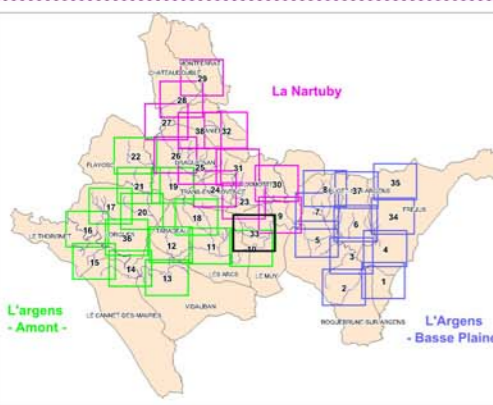 MONTFERRAT
29
CHATEAUDOUBLE
La Nartuby
28
27
38
32
22
26
FLAYOSC
DRAGUIGNAN
25
31
21
19
24
30
8
37
35
17
20
18
23
9
7
34
FREJUS
16
36
33
5
6
LE THORONET
TARADEAU
12
11
10
3
4
15
14
13
LES ARCS
LE MUY
2
1
L'argens
- Amont -
VIDAUBAN
LE CANNET-DES-MAURES
ROQUEBRUNE-SUR-ARGENS
L'Argens
- Basse Plaine